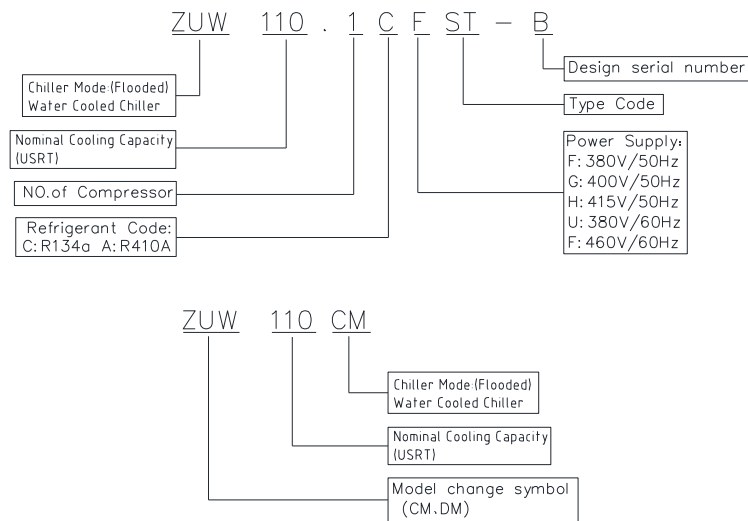 ZUW 110 . 1 C F ST - B
Design serial number
Chiller Mode:(Flooded)
Water Cooled Chiller
Type Code
Nominal Cooling Capacity
(USRT)
Power Supply:
F: 380V/50Hz
G: 400V/50Hz
H: 415V/50Hz
U: 380V/60Hz
F: 460V/60Hz
NO.of Compressor
Refrigerant Code:
C:R134a A:R410A
ZUW 110 CM
Chiller Mode:(Flooded)
Water Cooled Chiller
Nominal Cooling Capacity
(USRT)
Model change symbol
(CM、DM)